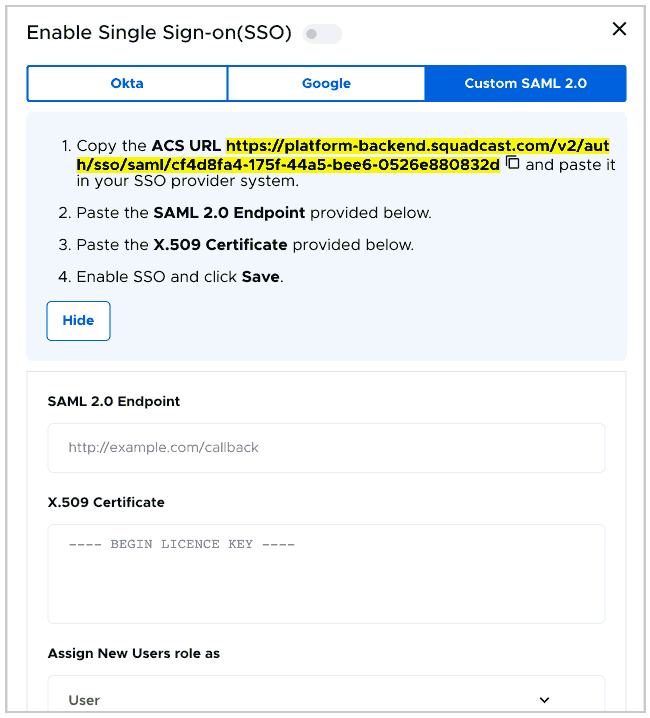 Enable Single Sign-on(SSO)
Okta
Google
Custom SAML 2.0
1. Copy the ACS URL https://platform-backend.squadcast.com/v2/aut
h/sso/saml/cf4d8fa4-175f-44a5-bee6-0526e880832d and paste it
in your SSO provider system.
2. Paste the SAML 2.0 Endpoint provided below.
3. Paste the X.509 Certificate provided below.
4. Enable SSO and click Save.
Hide
SAML 2.0 Endpoint
http://example.com/callback
X.509 Certificate
---- BEGIN LICENCE KEY ----
Assign New Users role as
User